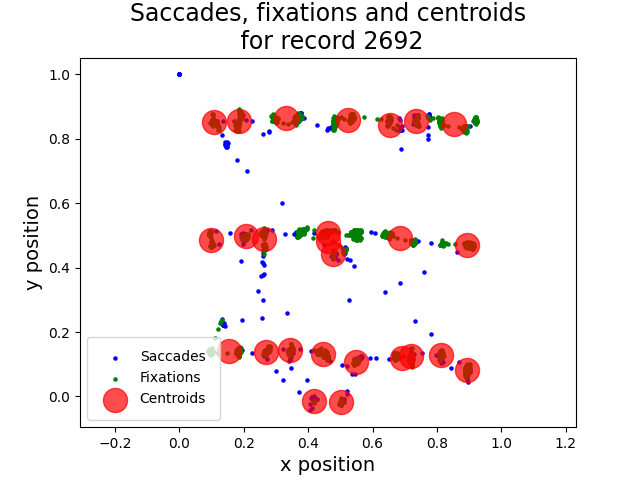 Saccades, fixations and centroids
for record 2692
1.0
0.8
0.6
0.4
0.2
0.0
y position
Saccades
Fixations
Centroids
−0.2
0.0
0.2
0.4
0.6
0.8
1.0
1.2
x position